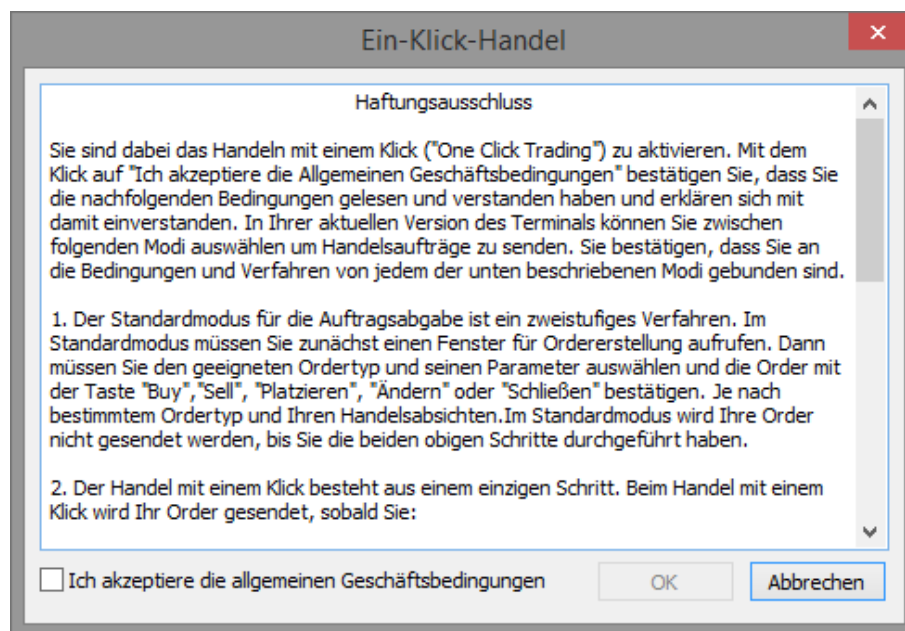 Ein-Klick-Handel
Haftungsausschluss
Sie sind dabei das Handeln mit einem Klick ("One Click Trading") zu aktivieren. Mit dem
Klick auf "Ich akzeptiere die Allgemeinen Geschäftsbedingungen" bestätigen Sie, dass Sie
die nachfolgenden Bedingungen gelesen und verstanden haben und erklären sich mit
damit einverstanden. In Ihrer aktuellen Version des Terminals können Sie zwischen
folgenden Modi auswählen um Handelsaufträge zu senden. Sie bestätigen, dass Sie an
die Bedingungen und Verfahren von jedem der unten beschriebenen Modi gebunden sind.
1. Der Standardmodus für die Auftragsabgabe ist ein zweistufiges Verfahren. Im
Standardmodus müssen Sie zunächst einen Fenster für Ordererstellung aufrufen. Dann
müssen Sie den geeigneten Ordertyp und seinen Parameter auswählen und die Order mit
der Taste "Buy","Sell", "Platzieren", "Ändern" oder "Schließen" bestätigen. Je nach
bestimmtem Ordertyp und Ihren Handelsabsichten.Im Standardmodus wird Ihre Order
nicht gesendet werden, bis Sie die beiden obigen Schritte durchgeführt haben.
2. Der Handel mit einem Klick besteht aus einem einzigen Schritt. Beim Handel mit einem
Klick wird Ihr Order gesendet, sobald Sie:
Ich akzeptiere die allgemeinen Geschäftsbedingungen
OK
Abbrechen